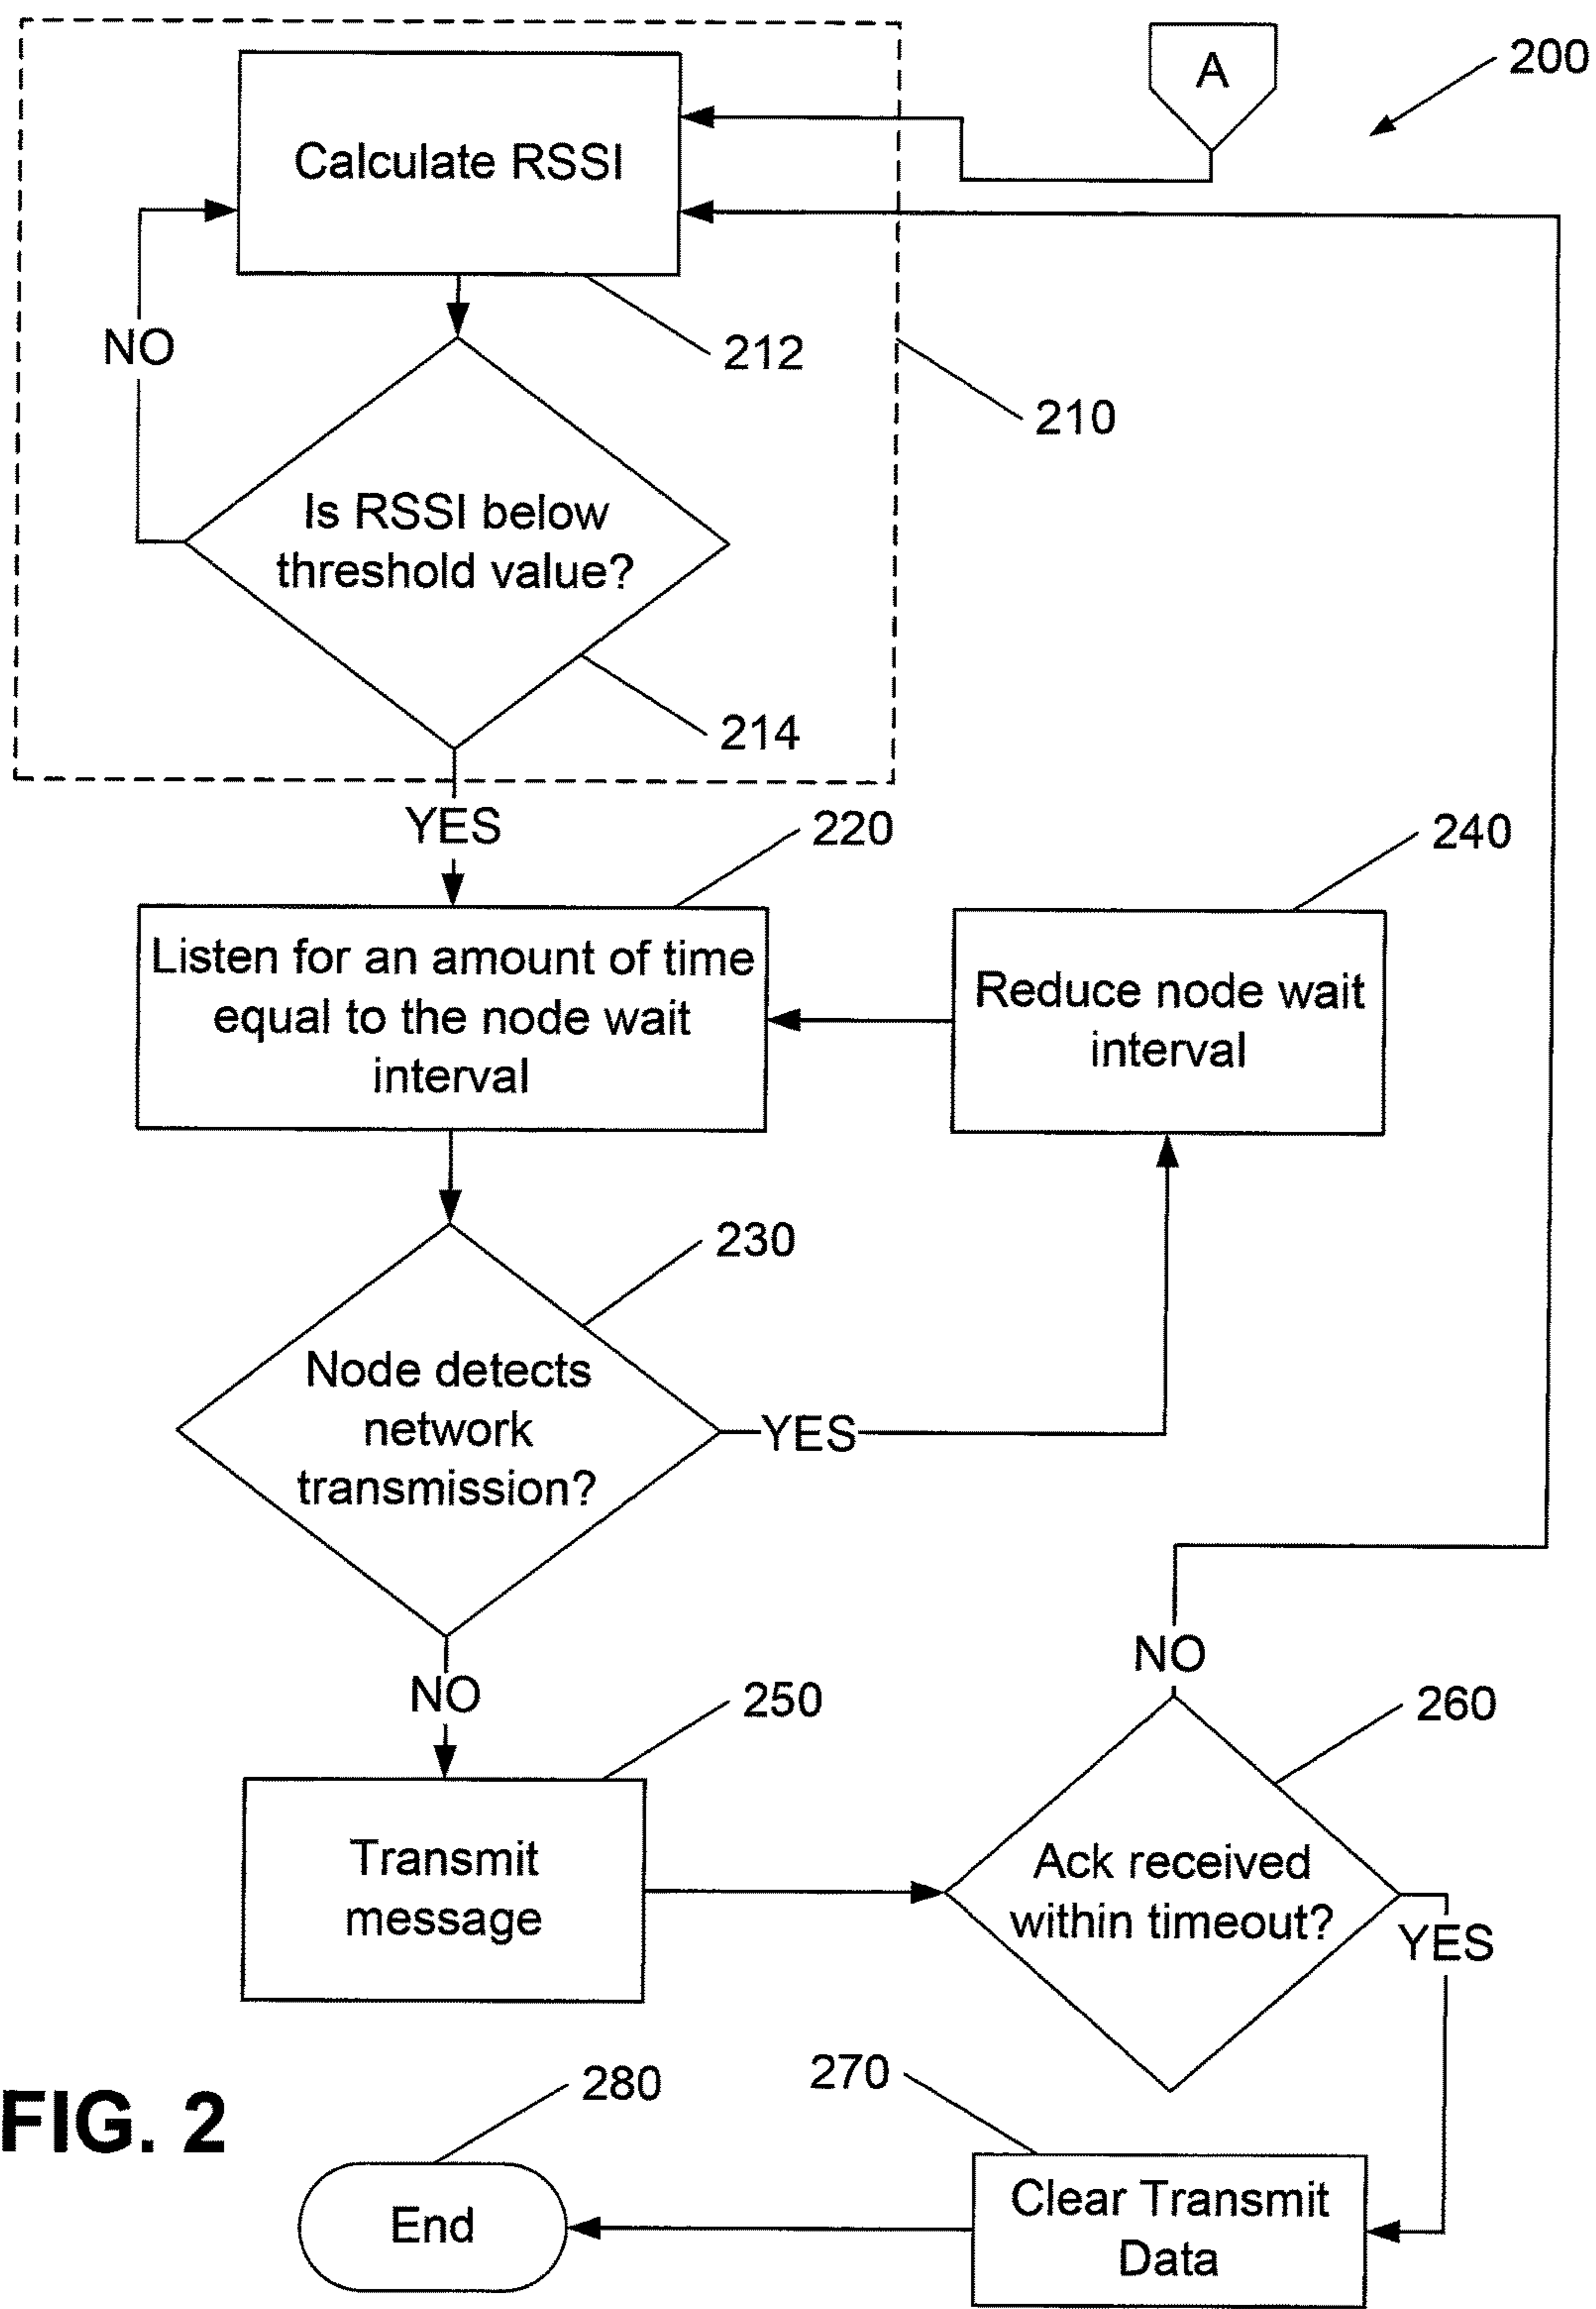 A
200
Calculate RSSI
NO
212
210
Is RSSI below
threshold value?
214
YES
220
240
Listen for an amount of time
equal to the node wait
interval
Reduce node wait
interval
230
Node detects
network
transmission?
YES
NO
NO
250
260
Transmit
message
Ack received
within timeout?
YES
280
270
FIG. 2
End
Clear Transmit
Data